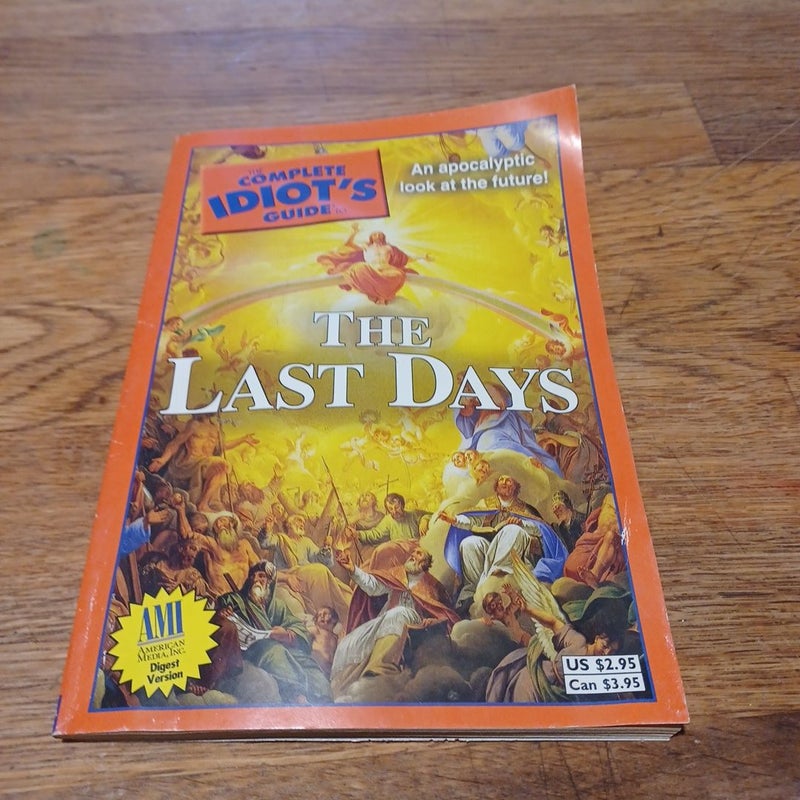 THE
COMPLETE
IDIOT'S
GUIDE TO
An apocalyptic
look at the future!
THE
LAST DAYS
AMI
AMERICAN
MEDIA, INC.
Digest
Version
US $2.95
Can $3.95